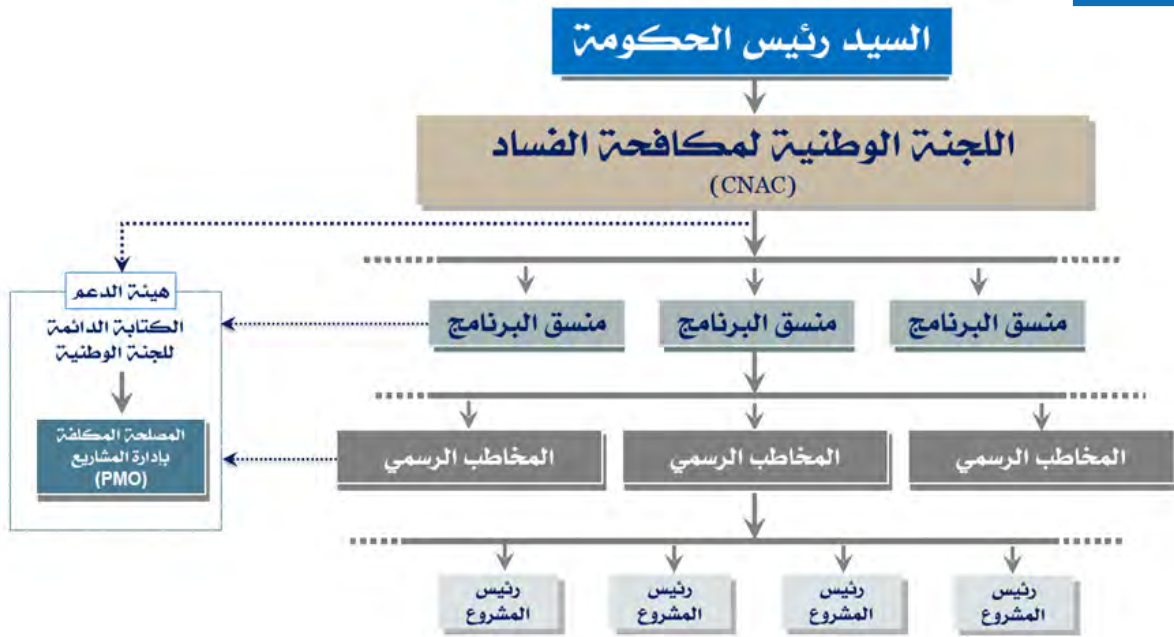 السيد رئيس الحكومة
اللجنة الوطنية لمكافحة الفساد
(CNAC)
هيئة الدعم
الكتابة الدائمة
للجنة الوطنية
المصلحة المكلفة
بإدارة المشاريع
(PMO)
منسق البرنامج
منسق البرنامج
منسق البرنامج
المخاطب الرسمي
المخاطب الرسمي
المخاطب الرسمي
رئيس
المشروع
رئيس
المشروع
رئيس
المشروع
رئيس
المشروع